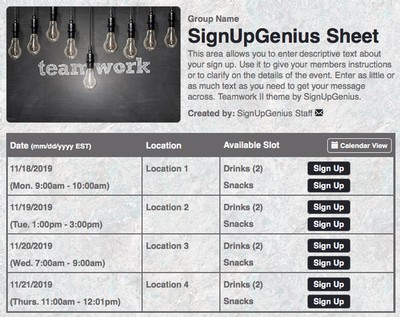 team work
Group Name
SignUpGenius Sheet
This area allows you to enter descriptive text about
your sign up. Use it to give your members instructions
or to clarify on the details of the event. Enter as little or
as much text as you need to get your message
across. Teamwork II theme by SignUpGenius.
Created by: SignUpGenius Staff
Date (mm/dd/yyyy EST) Location Available Slot Calendar View
11/18/2019 Location 1 Drinks (2) Sign Up
(Mon. 9:00am - 10:00am) Snacks Sign Up
11/19/2019 Location 2 Drinks (2) Sign Up
(Tue. 1:00pm - 3:00pm) Snacks Sign Up
11/20/2019 Location 3 Drinks (2) Sign Up
(Wed. 7:00am - 9:00am) Snacks Sign Up
11/21/2019 Location 4 Drinks (2) Sign Up
(Thurs. 11:00am - 12:01pm) Snacks Sign Up